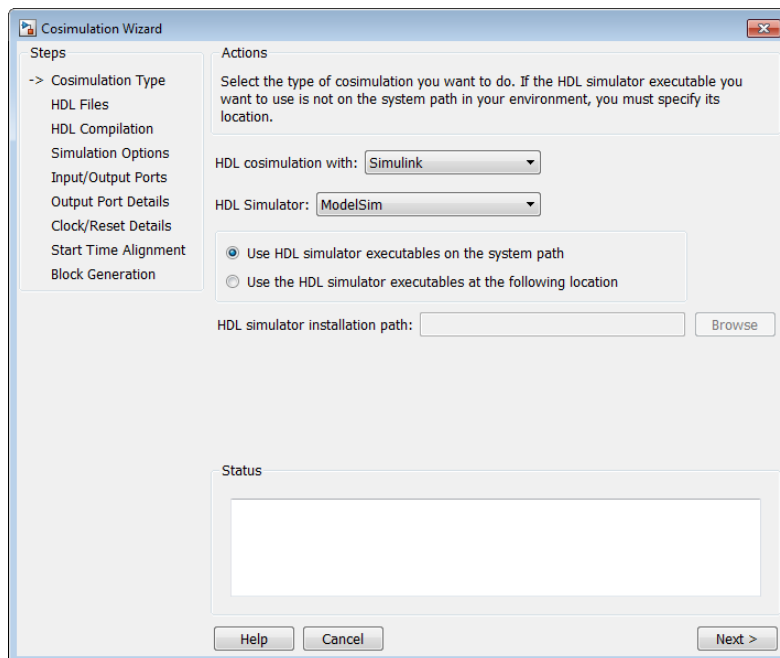 Cosimulation Wizard
Steps
-> Cosimulation Type
HDL Files
HDL Compilation
Simulation Options
Input/Output Ports
Output Port Details
Clock/Reset Details
Start Time Alignment
Block Generation
Actions
Select the type of cosimulation you want to do. If the HDL simulator executable you
want to use is not on the system path in your environment, you must specify its
location.
HDL cosimulation with: Simulink
HDL Simulator: ModelSim
Use HDL simulator executables on the system path
Use the HDL simulator executables at the following location
HDL simulator installation path: Browse
Status
Help Cancel Next >